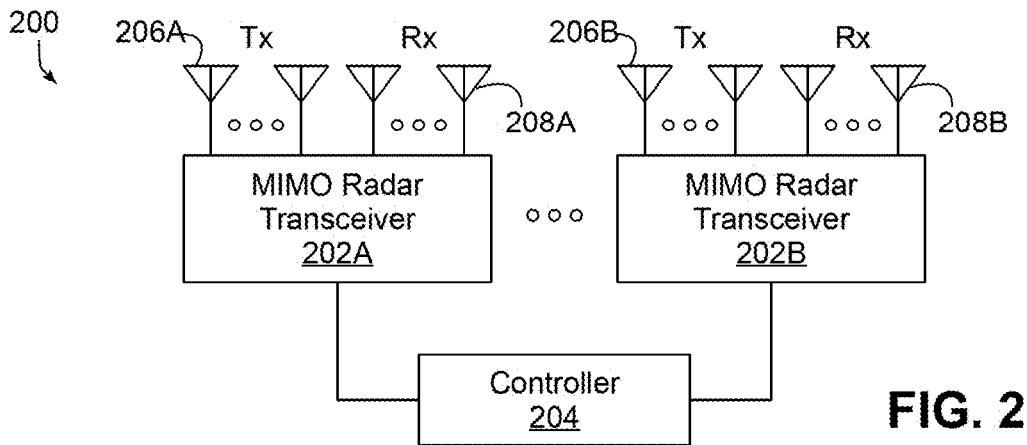 200
206A Tx Rx 206B Tx Rx
208A 208B
MIMO Radar Transceiver 202A
MIMO Radar Transceiver 202B
Controller
204
FIG. 2